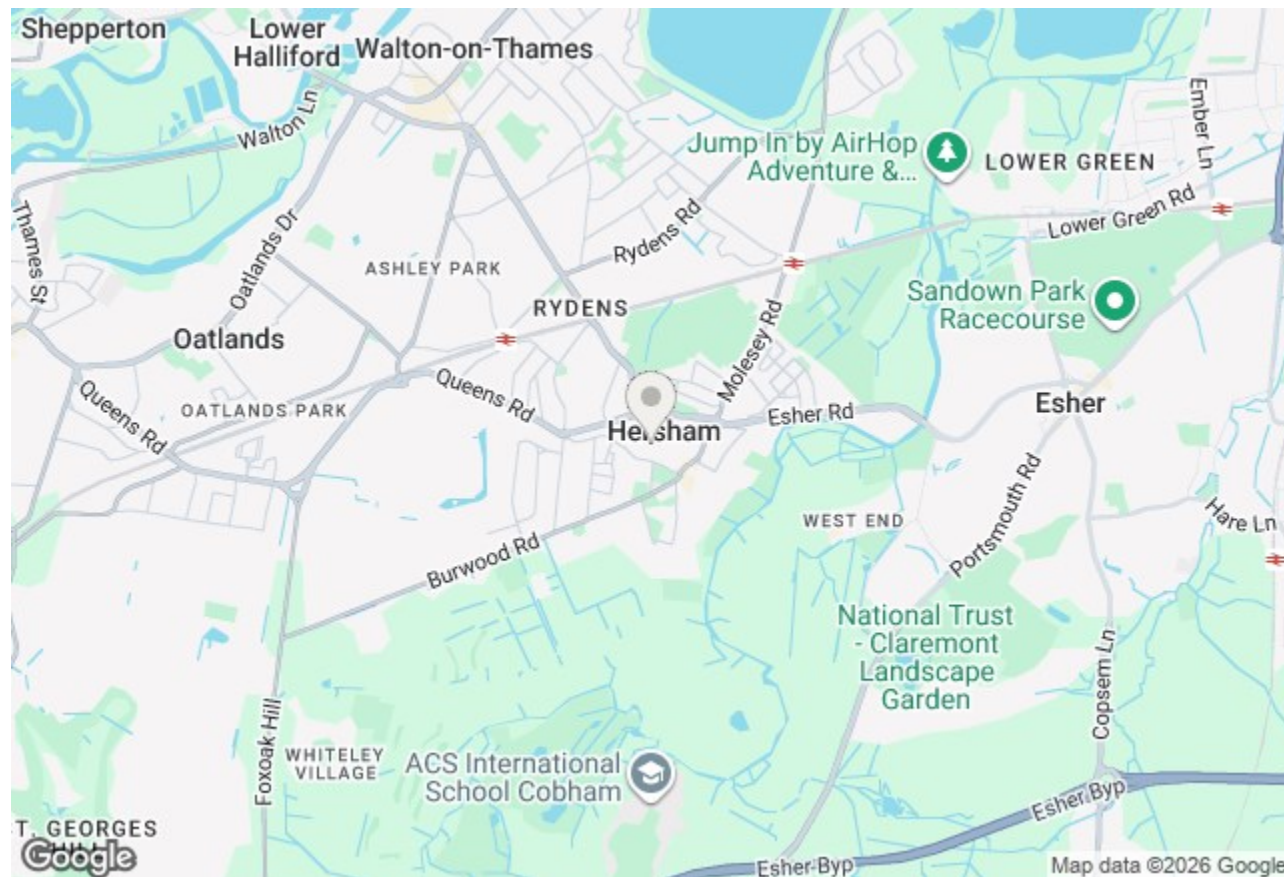 Shepperton
Lower
Halliford
Walton-on-Thames
Walton Ln
Ember Ln
Jump In by AirHop
Adventure &...
LOWER GREEN
Thames St
Oatlands Dr
Rydens Rd
Lower Green Rd
ASHLEY PARK
RYDENS
Sandown Park
Racecourse
Oatlands
Molesey Rd
Queens Rd
Queens Rd
OATLANDS PARK
Esher Rd
Esher
Hersham
Hare Ln
WEST END
Portsmouth Rd
Burwood Rd
National Trust
- Claremont
Landscape
Garden
Copsem Ln
Foxoak Hill
WHITELEY
VILLAGE
ACS International
School Cobham
Esher Byp
T. GEORGES
Google
Esher Byp
Map data ©2026 Google